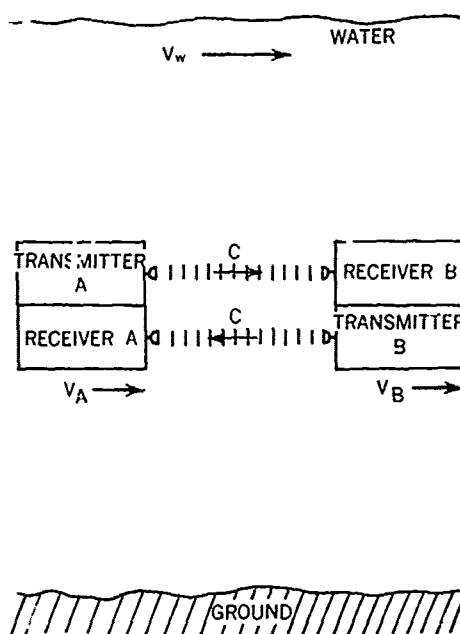 WATER
Vw
TRANSMITTER
A
C
RECEIVER B
RECEIVER A
C
TRANSMITTER
B
VA
VB
GROUND